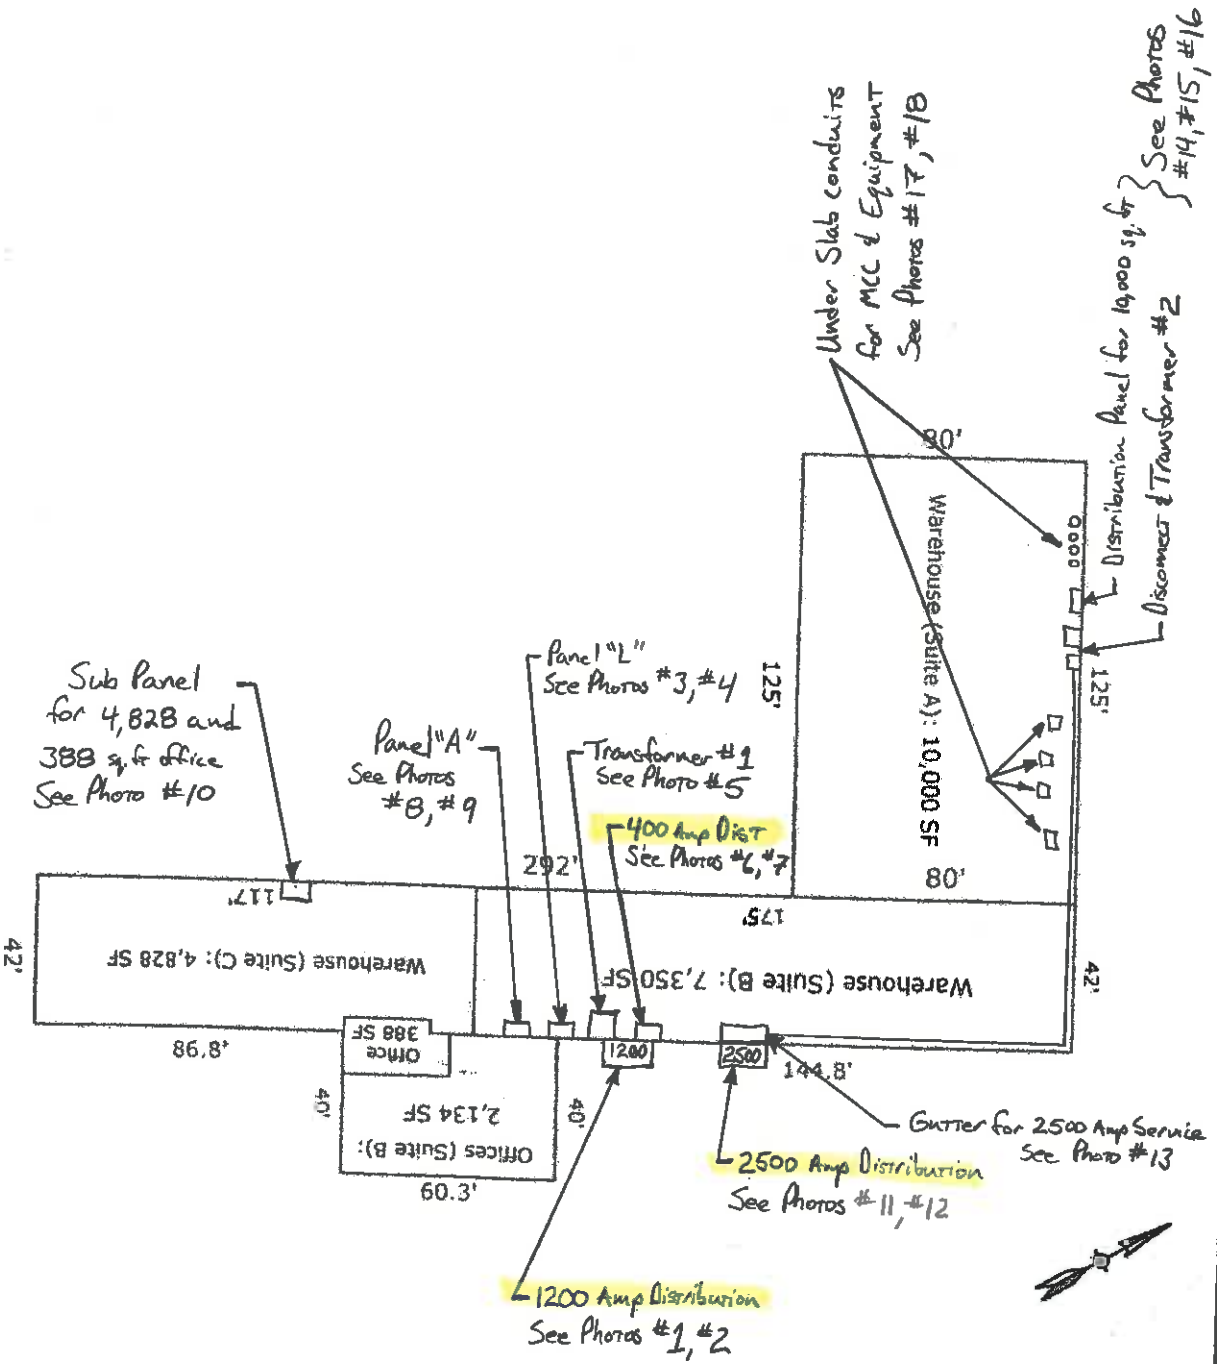 See Photos
#14, #15, #16
Under Slab conduits
for MCC & Equipment
See Photos #17, #18
Distribution Panel for 10,000 sq. ft
Disconnect & Transformer #2
80'
Warehouse (Suite A): 10,000 SF
125'
125'
80'
Panel "L"
See Photos #3, #4
Sub Panel
for 4,828 and
388 sq. ft office
See Photo #10
Panel "A"
See Photos
#8, #9
Transformer #1
See Photo #5
400 Amp Dist
See Photos #6, #7
292'
117'
175'
42'
Warehouse (Suite C): 4,828 SF
Warehouse (Suite B): 7,350 SF
42'
86.8'
Office
388 SF
1200
2500
144.8'
40'
Offices (Suite B):
2,134 SF
40'
60.3'
Gutter for 2500 Amp Service
See Photo #13
2500 Amp Distribution
See Photos #11, #12
1200 Amp Distribution
See Photos #1, #2